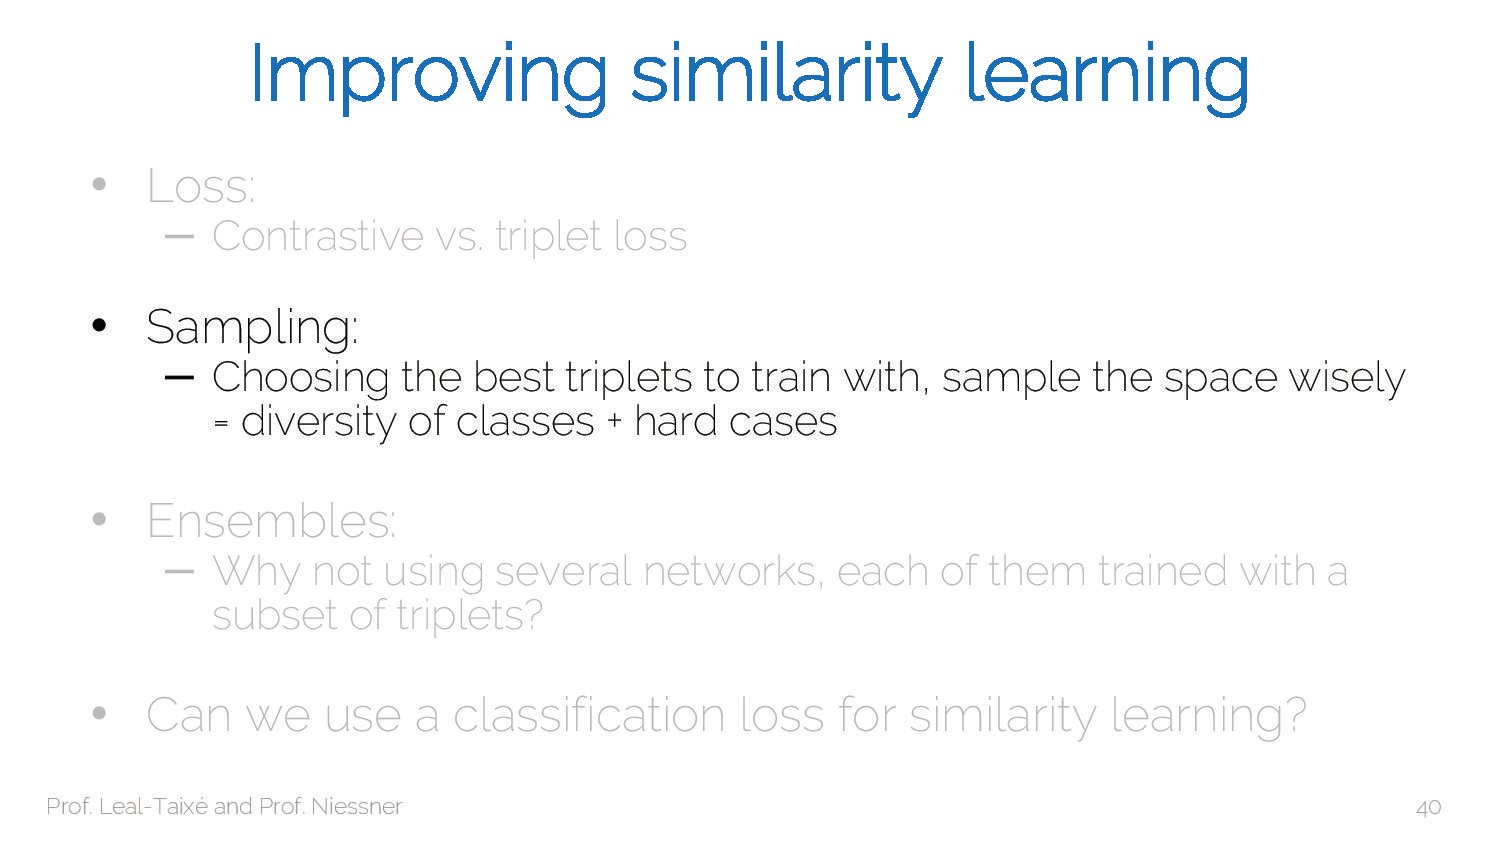 Improving similarity learning
• Loss:
– Contrastive vs. triplet loss
• Sampling:
– Choosing the best triplets to train with, sample the space wisely
= diversity of classes + hard cases
• Ensembles:
– Why not using several networks, each of them trained with a
subset of triplets?
• Can we use a classification loss for similarity learning?
Prof. Leal-Taixé and Prof. Niessner
40